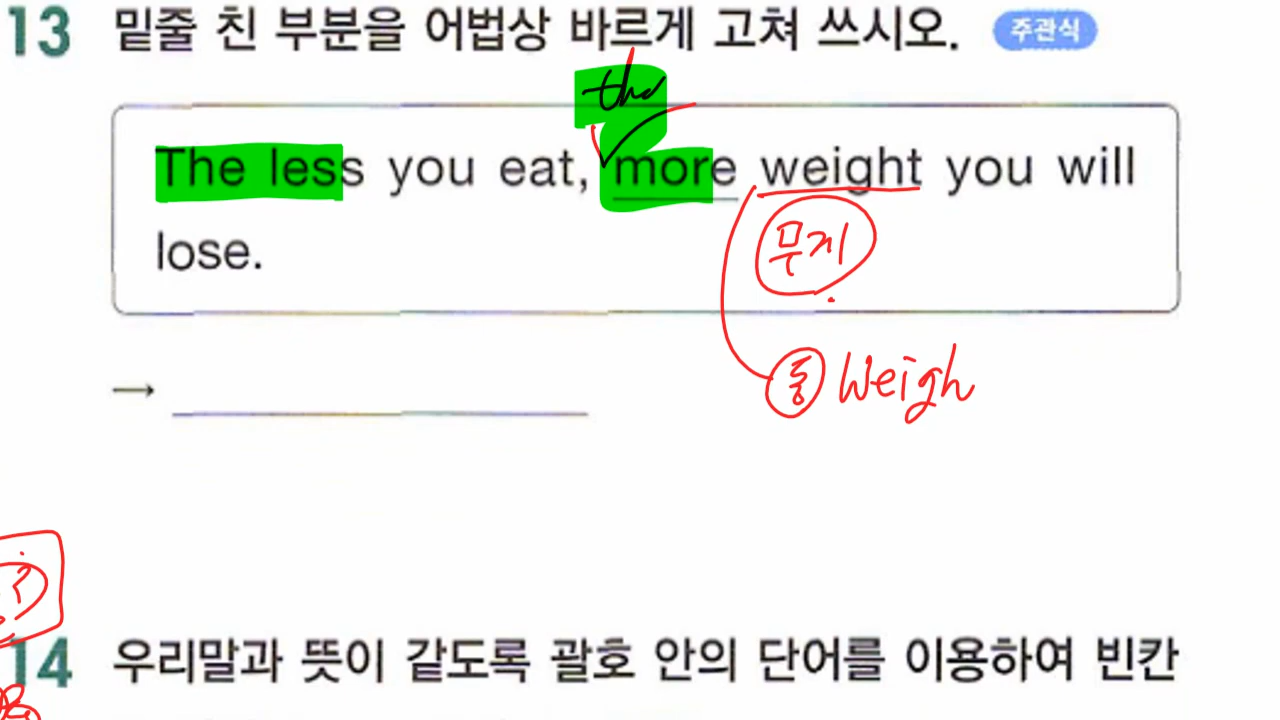 13 밑줄 친 부분을 어법상 바르게 고쳐 쓰시오. 주관식
the
The less you eat, more weight you will
lose.
무게
→
동 Weigh
14 우리말과 뜻이 같도록 괄호 안의 단어를 이용하여 빈칸